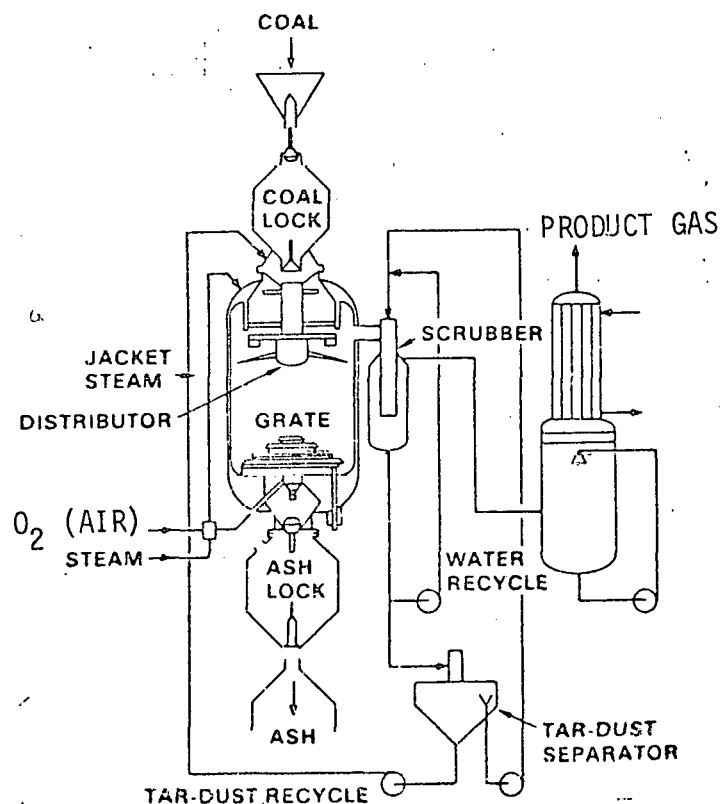 COAL
COAL
LOCK
PRODUCT GAS
SCRUBBER
JACKET
STEAM
DISTRIBUTOR
GRATE
O₂ (AIR)
STEAM
WATER
RECYCLE
ASH
LOCK
TAR-DUST
SEPARATOR
ASH
TAR-DUST RECYCLE